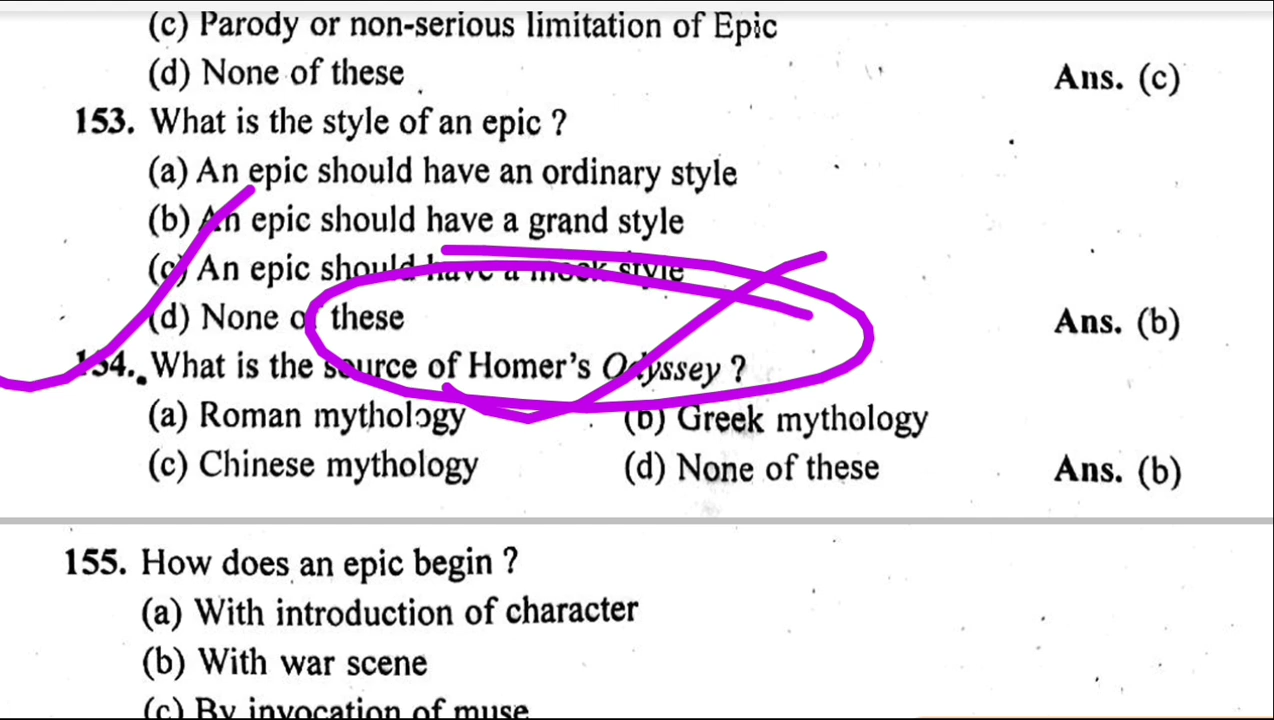 (c) Parody or non-serious limitation of Epic
(d) None of these Ans. (c)
153. What is the style of an epic ?
(a) An epic should have an ordinary style
(b) An epic should have a grand style
(c) An epic should have a mock style
(d) None of these Ans. (b)
154. What is the source of Homer's Odyssey ?
(a) Roman mythology (b) Greek mythology
(c) Chinese mythology (d) None of these Ans. (b)
155. How does an epic begin ?
(a) With introduction of character
(b) With war scene
(c) By invocation of muse